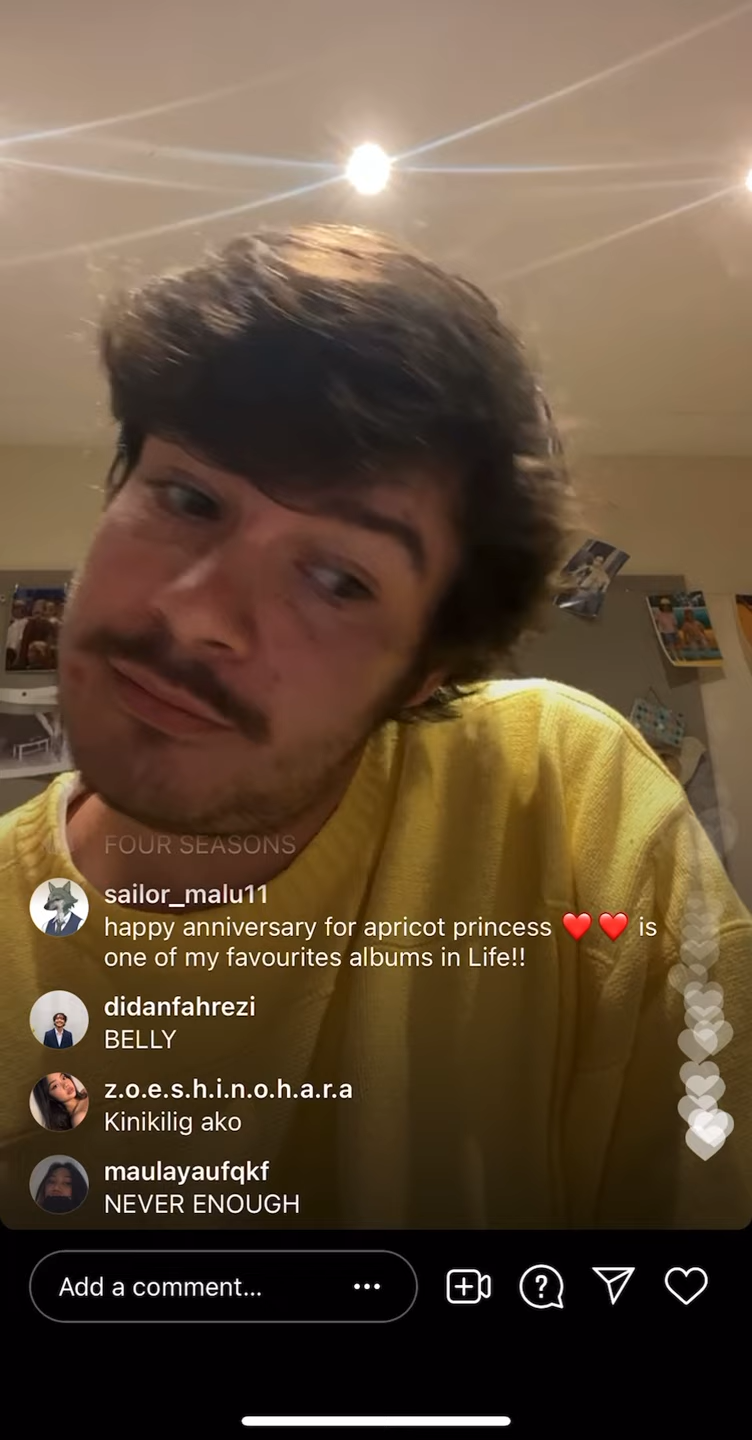 FOUR SEASONS
sailor_malu11
happy anniversary for apricot princess ❤️❤️ is
one of my favourites albums in Life!!
didanfahrezi
BELLY
z.o.e.s.h.i.n.o.h.a.r.a
Kinikilig ako
maulayaufqkf
NEVER ENOUGH
Add a comment...